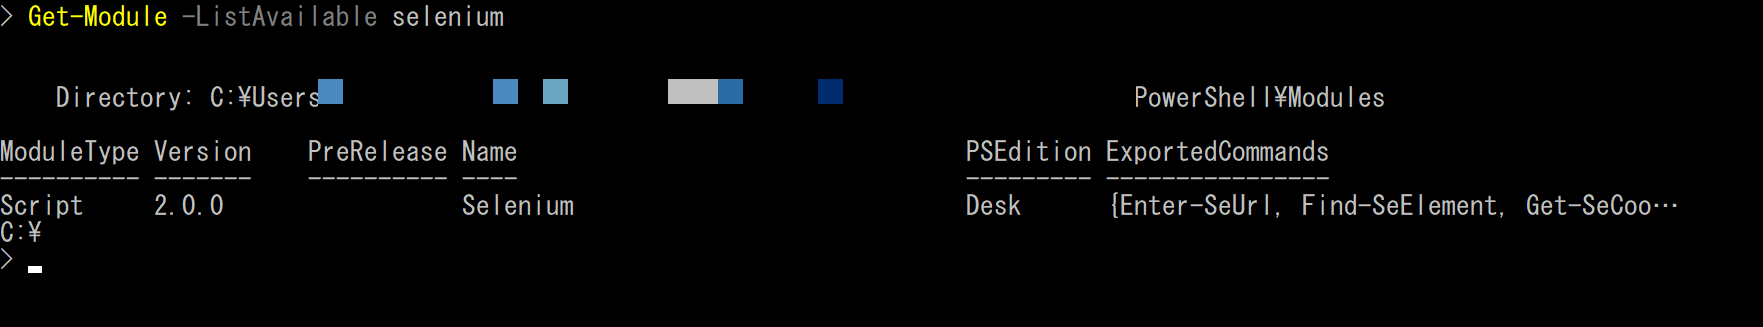 > Get-Module -ListAvailable selenium
Directory: C:¥Users PowerShell¥Modules
ModuleType Version PreRelease Name PSEdition ExportedCommands
---------- ------- ---------- ---- --------- ----------------
Script 2.0.0 Selenium Desk {Enter-SeUrl, Find-SeElement, Get-SeCoo…
C:¥
>